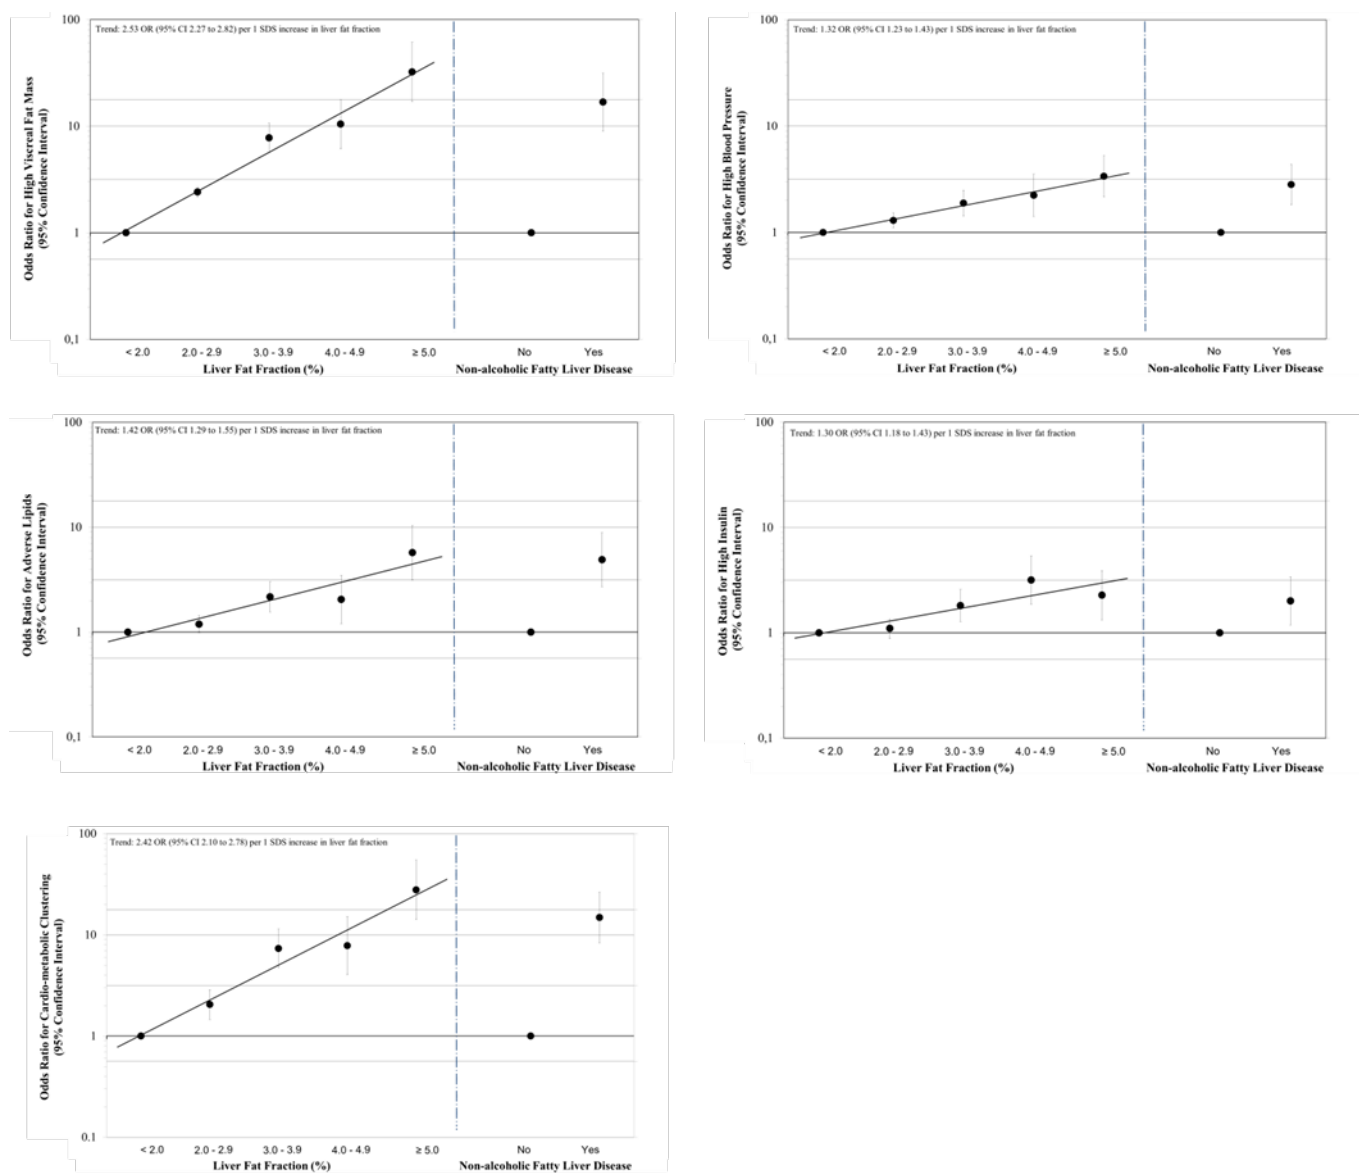 Trend: 2.53 OR (95% CI 2.27 to 2.82) per 1 SDS increase in liver fat fraction
Odds Ratio for High Viscreal Fat Mass
(95% Confidence Interval)
100
10
1
0,1
< 2.0 2.0 - 2.9 3.0 - 3.9 4.0 - 4.9 ≥ 5.0 No Yes
Liver Fat Fraction (%) Non-alcoholic Fatty Liver Disease
Trend: 1.32 OR (95% CI 1.23 to 1.43) per 1 SDS increase in liver fat fraction
Odds Ratio for High Blood Pressure
(95% Confidence Interval)
100
10
1
0,1
< 2.0 2.0 - 2.9 3.0 - 3.9 4.0 - 4.9 ≥ 5.0 No Yes
Liver Fat Fraction (%) Non-alcoholic Fatty Liver Disease
Trend: 1.42 OR (95% CI 1.29 to 1.55) per 1 SDS increase in liver fat fraction
Odds Ratio for Adverse Lipids
(95% Confidence Interval)
100
10
1
0,1
< 2.0 2.0 - 2.9 3.0 - 3.9 4.0 - 4.9 ≥ 5.0 No Yes
Liver Fat Fraction (%) Non-alcoholic Fatty Liver Disease
Trend: 1.30 OR (95% CI 1.18 to 1.43) per 1 SDS increase in liver fat fraction
Odds Ratio for High Insulin
(95% Confidence Interval)
100
10
1
0,1
< 2.0 2.0 - 2.9 3.0 - 3.9 4.0 - 4.9 ≥ 5.0 No Yes
Liver Fat Fraction (%) Non-alcoholic Fatty Liver Disease
Trend: 2.42 OR (95% CI 2.10 to 2.78) per 1 SDS increase in liver fat fraction
Odds Ratio for Cardio-metabolic Clustering
(95% Confidence Interval)
100
10
1
0.1
< 2.0 2.0 - 2.9 3.0 - 3.9 4.0 - 4.9 ≥ 5.0 No Yes
Liver Fat Fraction (%) Non-alcoholic Fatty Liver Disease